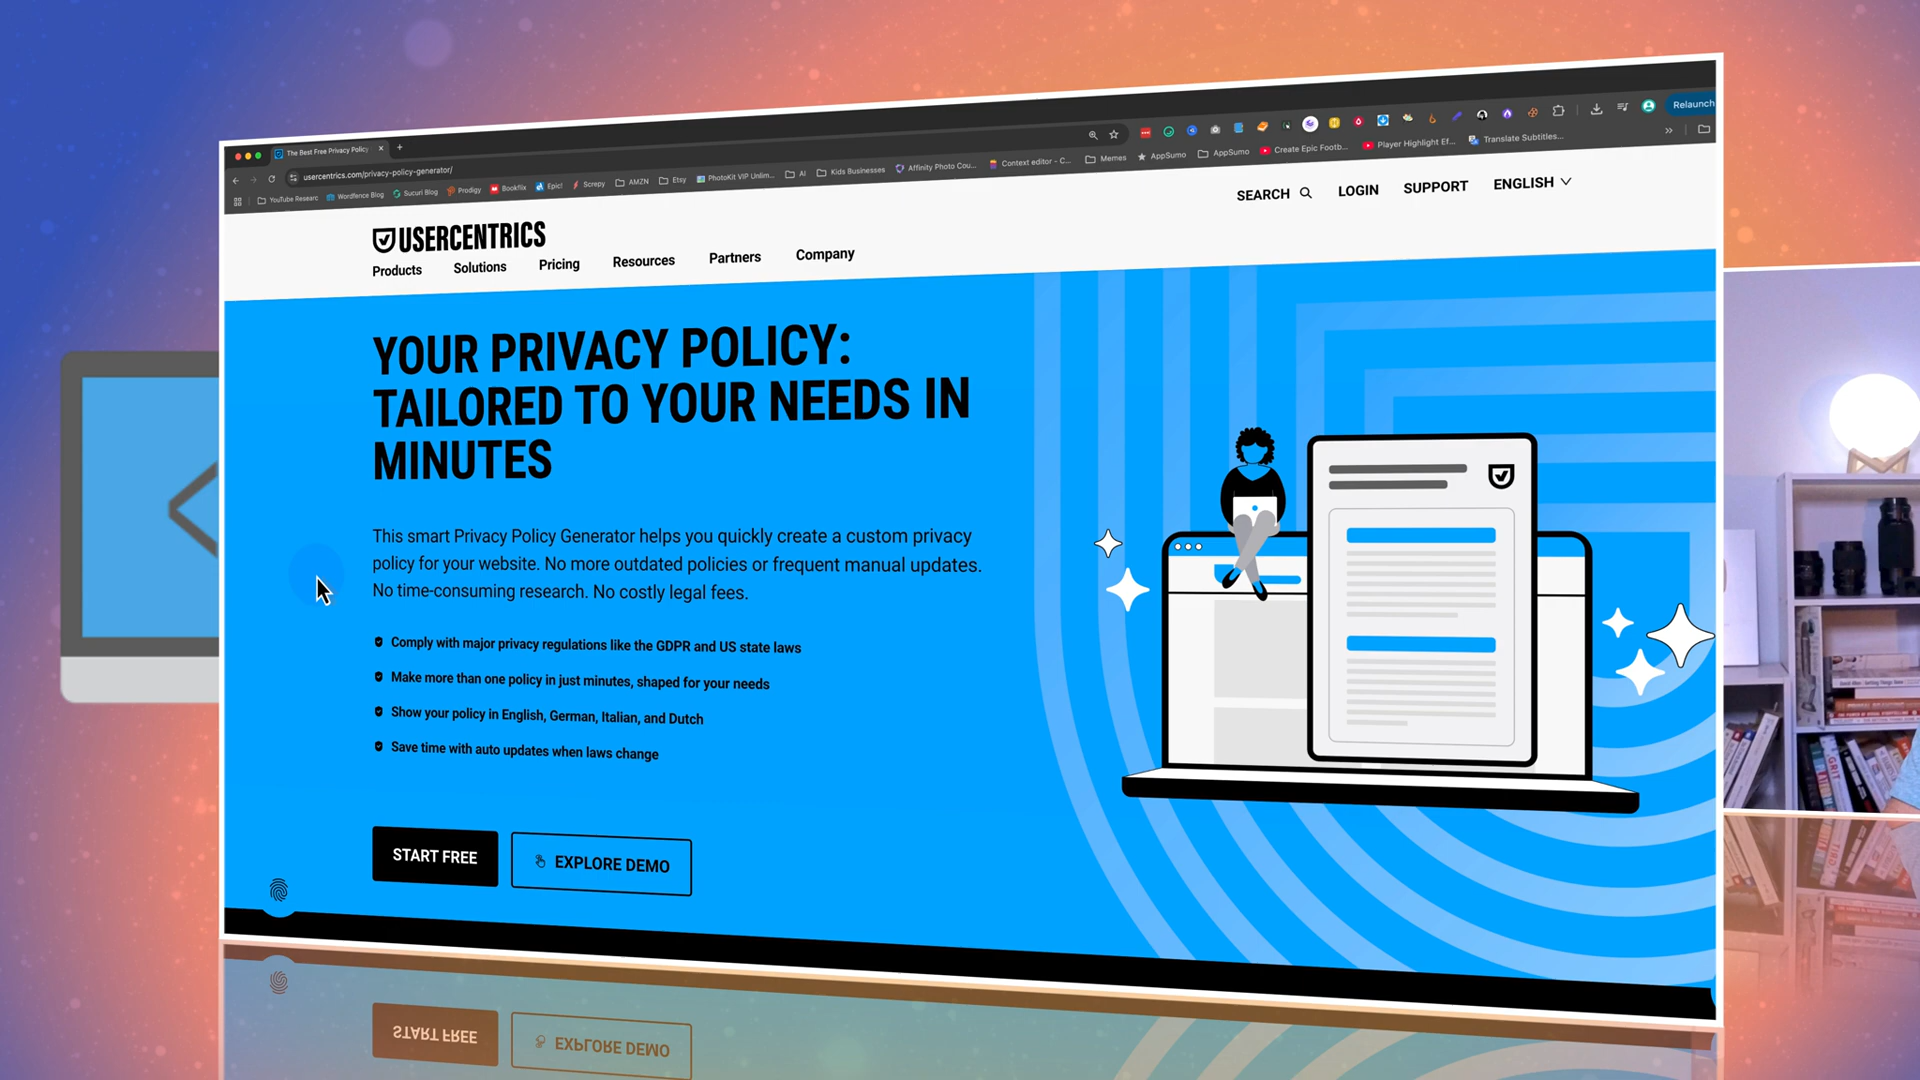 The Best Free Privacy Policy
usercentrics.com/privacy-policy-generator/
Relaunch
YouTube Researc
Wordfence Blog
Sucuri Blog
Prodigy
Bookflix
Epic!
Screpy
AMZN
Etsy
PhotoKit VIP Unlim...
AI
Kids Businesses
Affinity Photo Cou...
Context editor - C...
Memes
AppSumo
AppSumo
Create Epic Footb...
Player Highlight Ef...
Translate Subtitles...
SEARCH
LOGIN
SUPPORT
ENGLISH
USERCENTRICS
Products
Solutions
Pricing
Resources
Partners
Company
YOUR PRIVACY POLICY:
TAILORED TO YOUR NEEDS IN
MINUTES
This smart Privacy Policy Generator helps you quickly create a custom privacy
policy for your website. No more outdated policies or frequent manual updates.
No time-consuming research. No costly legal fees.
Comply with major privacy regulations like the GDPR and US state laws
Make more than one policy in just minutes, shaped for your needs
Show your policy in English, German, Italian, and Dutch
Save time with auto updates when laws change
START FREE
EXPLORE DEMO
GRIT
START FREE
EXPLORE DEMO